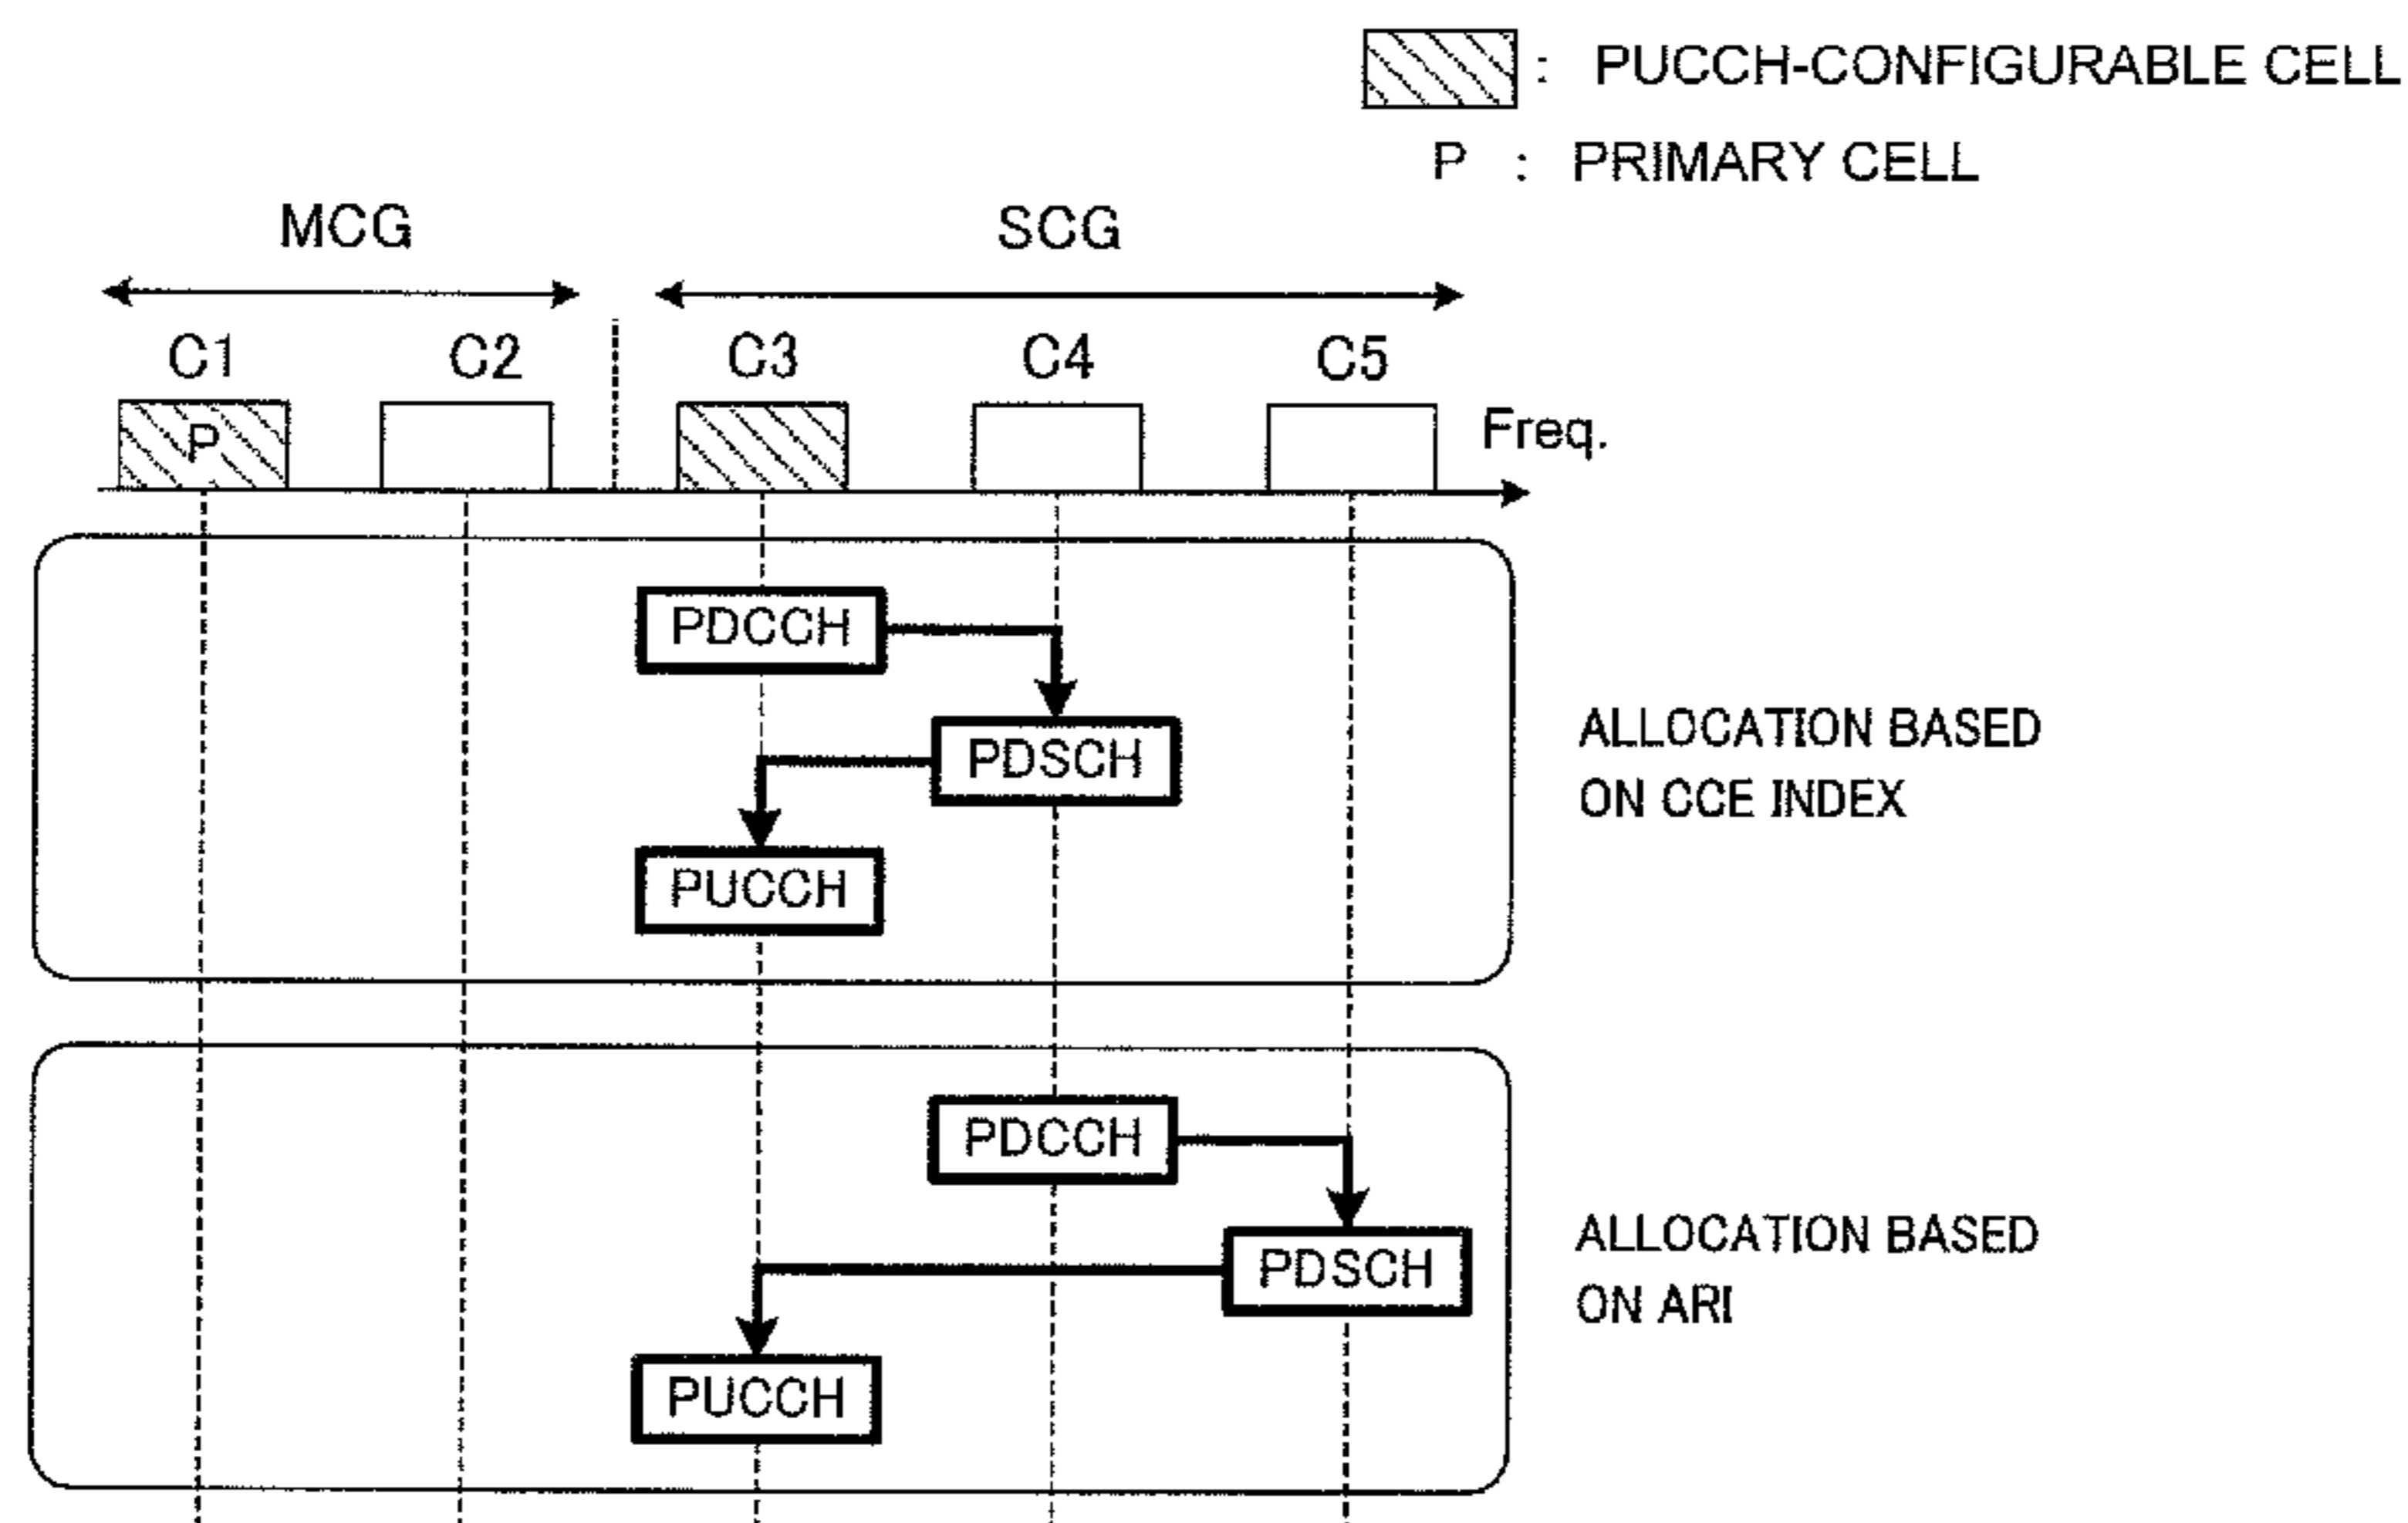 : PUCCH-CONFIGURABLE CELL
P : PRIMARY CELL
MCG SCG
C1 C2 C3 C4 C5
P
Freq.
PDCCH
PDSCH
PUCCH
ALLOCATION BASED
ON CCE INDEX
PDCCH
PDSCH
PUCCH
ALLOCATION BASED
ON ARI